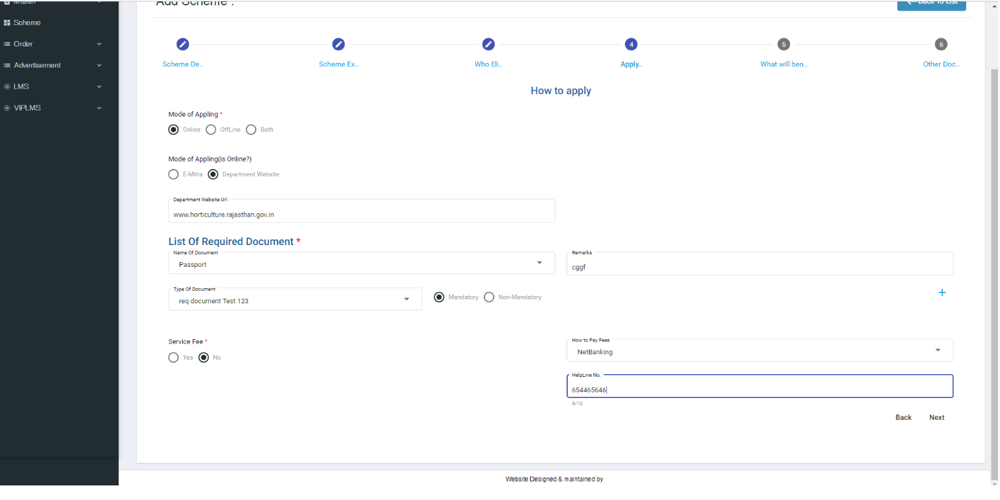 Master
Scheme
Order
Advertisement
LMS
VIPLMS
Add Scheme :
Back To List
4
5
6
Scheme De..
Scheme Ex..
Who Eli..
Apply..
What will ben..
Other Doc..
How to apply
Mode of Appling *
Online OffLine Both
Mode of Appling(is Online?)
E-Mitra Department Website
Department Website Url
www.horticulture.rajasthan.gov.in
List Of Required Document *
Name Of Document
Passport
Remarks
cggf
Type Of Document
req document Test 123
Mandatory Non-Mandatory
+
Service Fee *
Yes No
How to Pay Fees
NetBanking
HelpLine No.
654465646
9/10
Back Next
Website Designed & maintained by